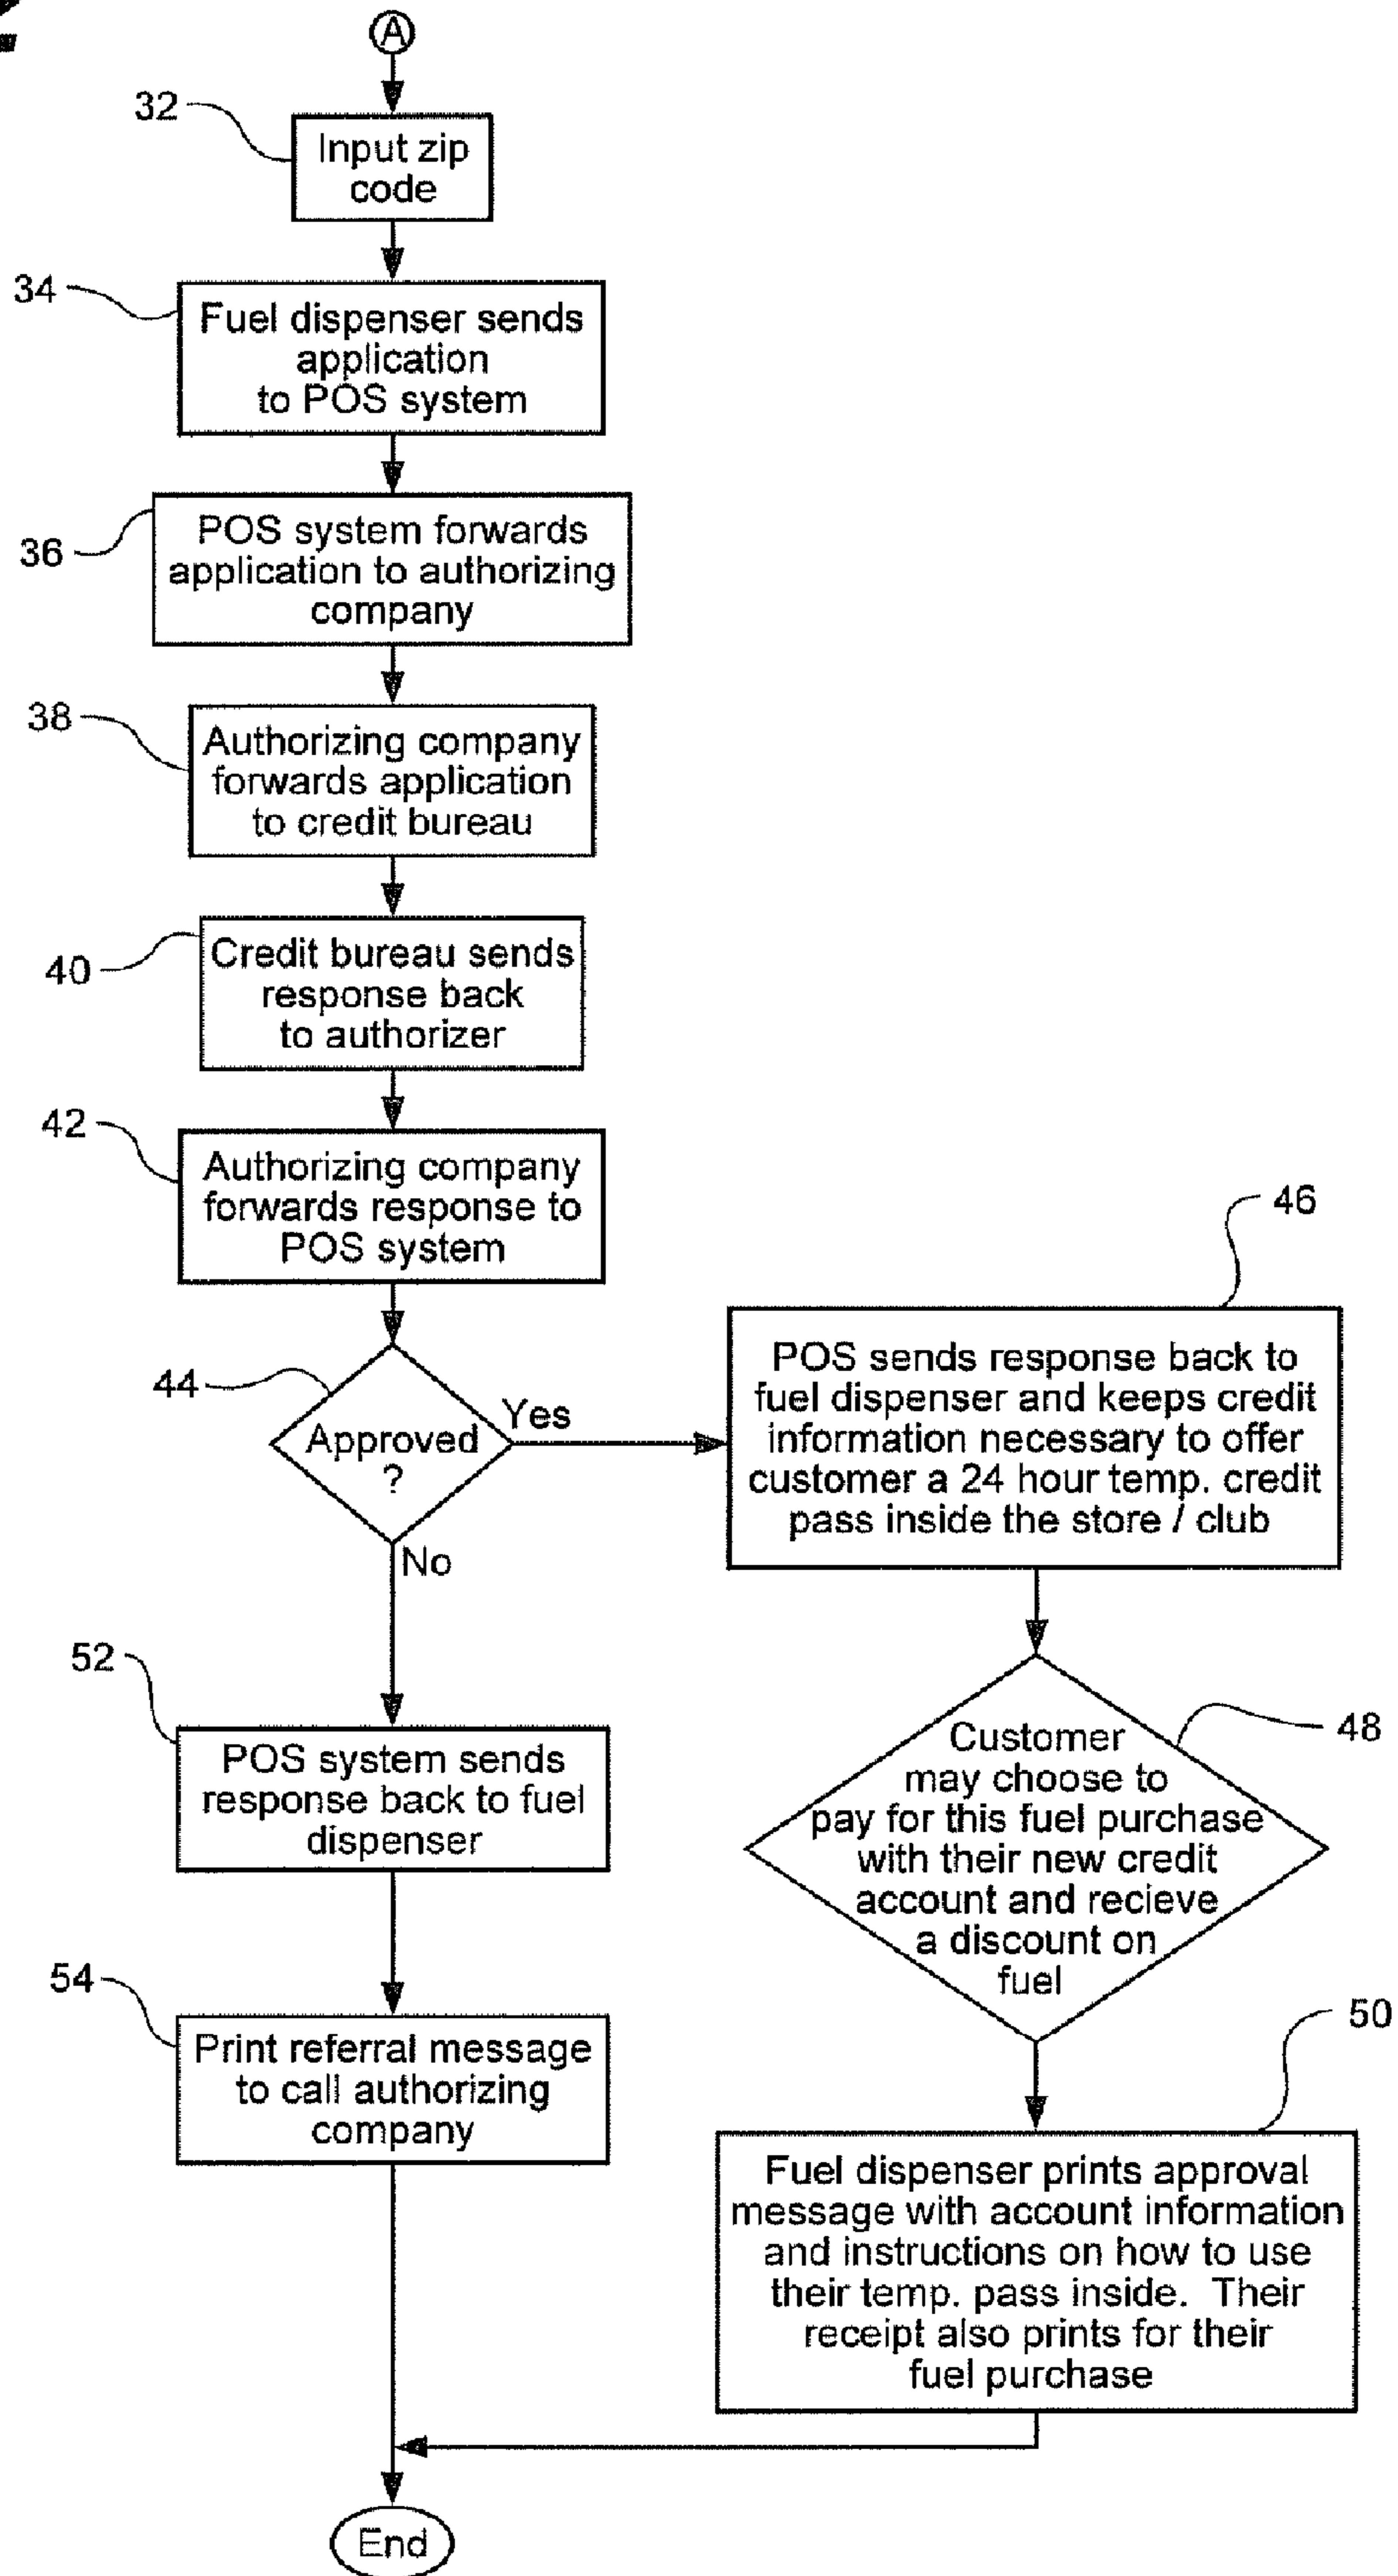 A
32
Input zip
code
34
Fuel dispenser sends
application
to POS system
36
POS system forwards
application to authorizing
company
38
Authorizing company
forwards application
to credit bureau
40
Credit bureau sends
response back
to authorizer
42
Authorizing company
forwards response to
POS system
44
Approved
?
Yes
No
46
POS sends response back to
fuel dispenser and keeps credit
information necessary to offer
customer a 24 hour temp. credit
pass inside the store / club
48
Customer
may choose to
pay for this fuel purchase
with their new credit
account and recieve
a discount on
fuel
50
Fuel dispenser prints approval
message with account information
and instructions on how to use
their temp. pass inside. Their
receipt also prints for their
fuel purchase
52
POS system sends
response back to fuel
dispenser
54
Print referral message
to call authorizing
company
End